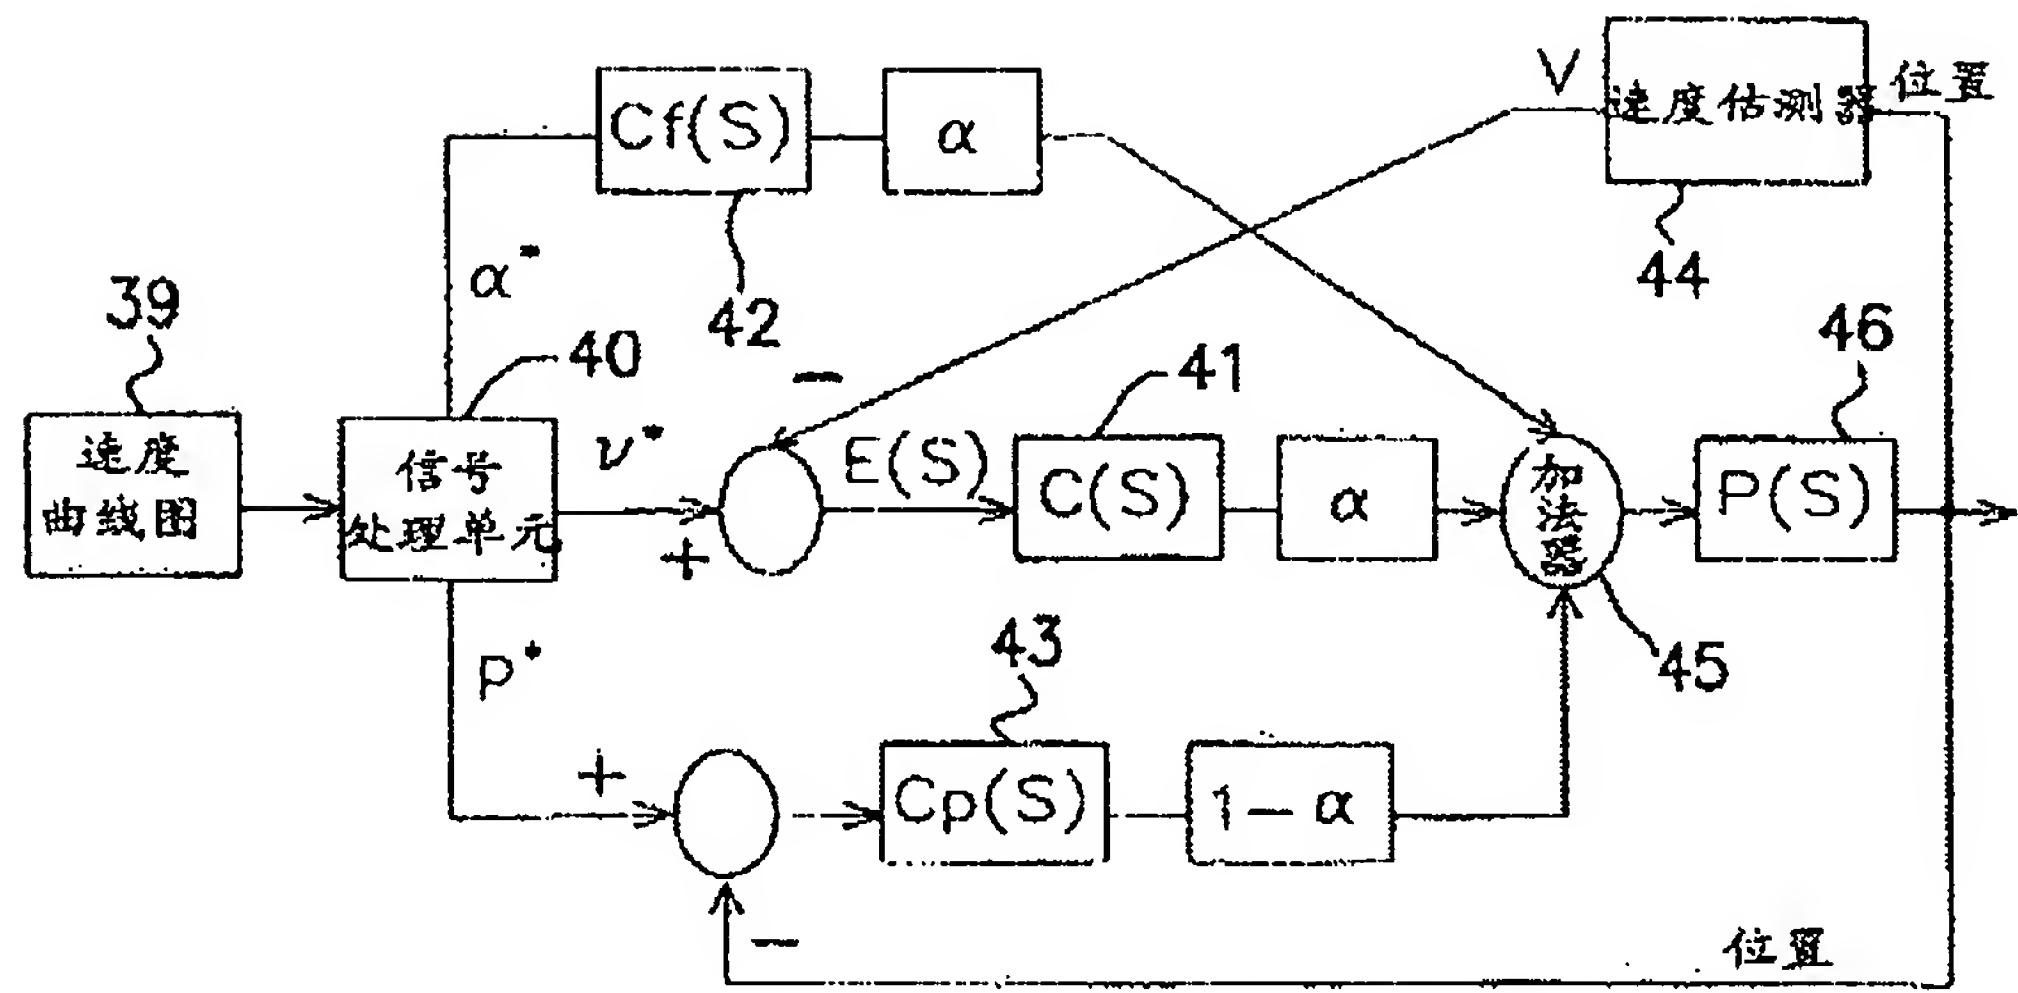 Cf(S)
α
V
速度估测器
位置
42
44
α*
39
40
41
46
速度
曲线图
信号
处理单元
ν*
−
+
E(S)
C(S)
α
加
法
器
P(S)
45
P*
43
+
Cp(S)
1−α
−
位置